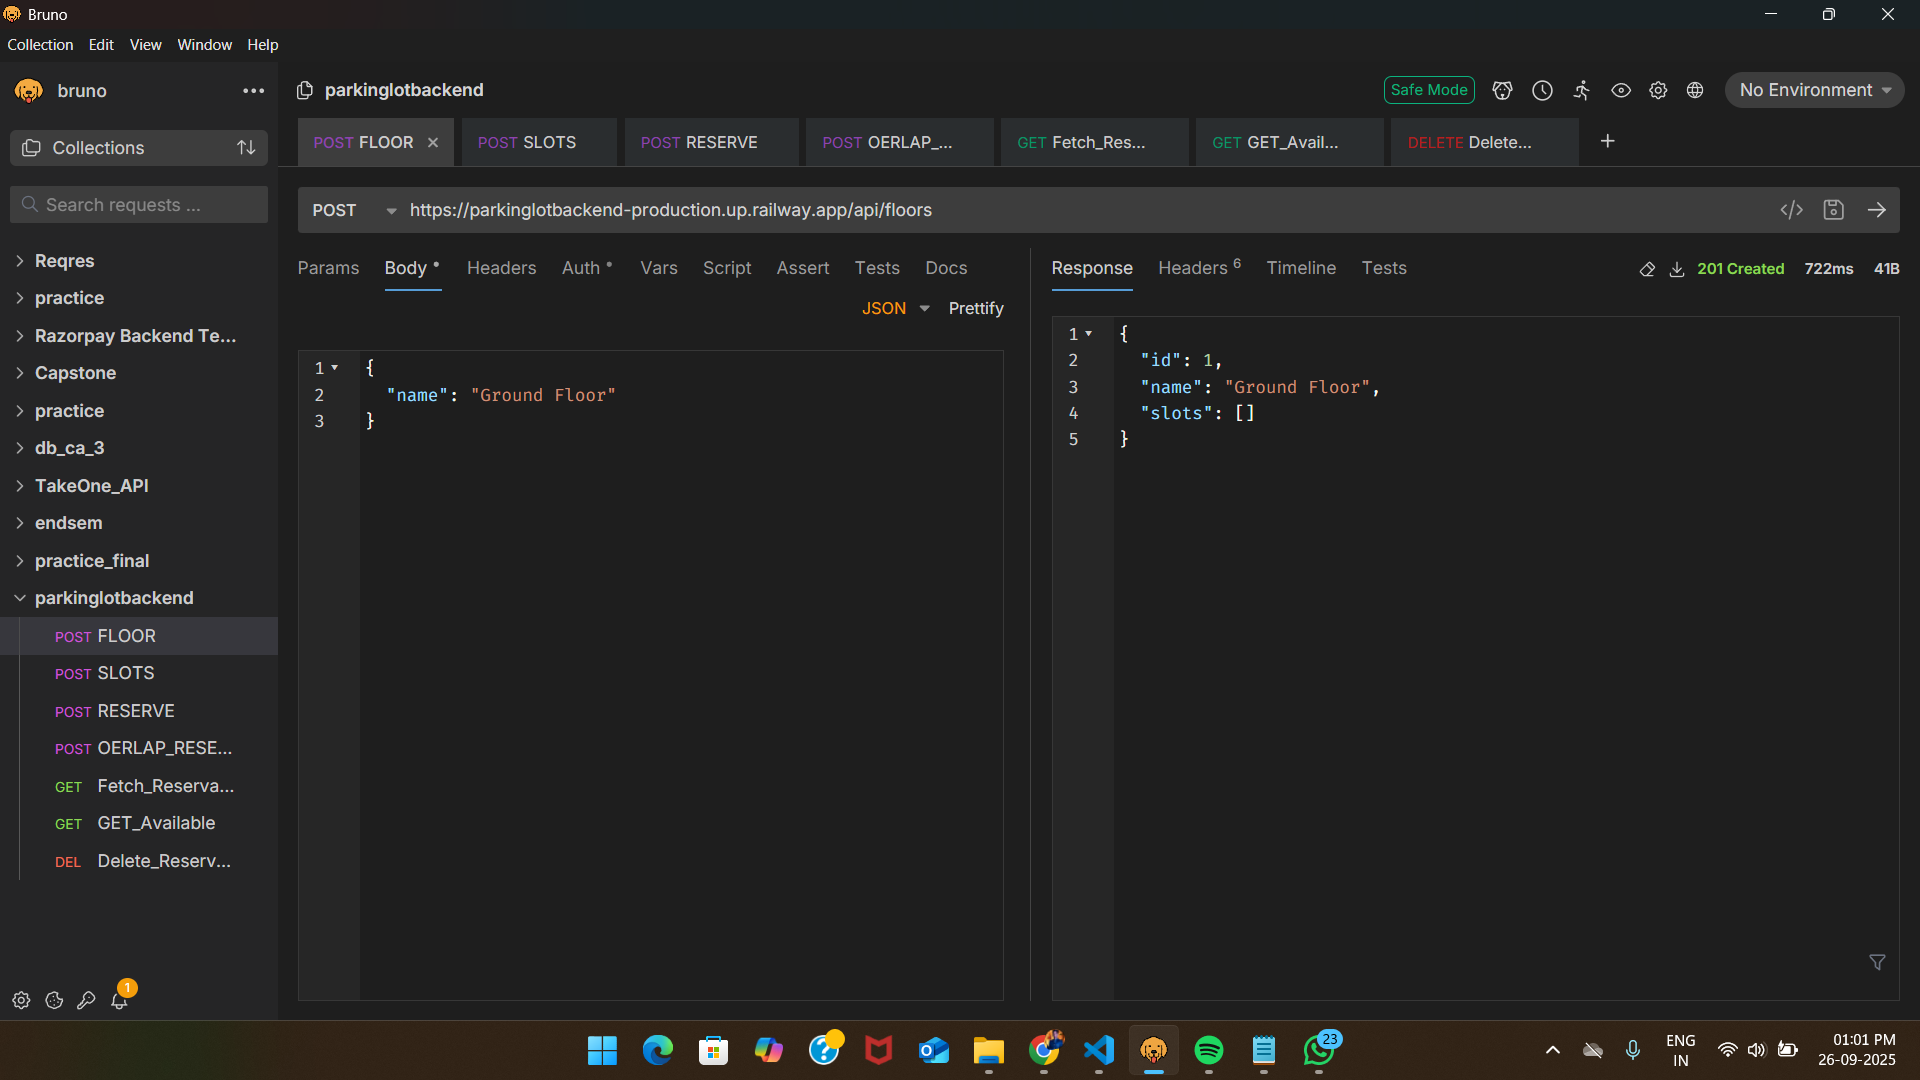 Bruno
Collection Edit View Window Help
bruno
parkinglotbackend
Safe Mode
No Environment
Collections
POST FLOOR
POST SLOTS
POST RESERVE
POST OERLAP_...
GET Fetch_Res...
GET GET_Avail...
DELETE Delete...
Search requests ...
POST https://parkinglotbackend-production.up.railway.app/api/floors
Reqres
practice
Razorpay Backend Te...
Capstone
practice
db_ca_3
TakeOne_API
endsem
practice_final
parkinglotbackend
POST FLOOR
POST SLOTS
POST RESERVE
POST OERLAP_RESE...
GET Fetch_Reserva...
GET GET_Available
DEL Delete_Reserv...
1
Params Body Headers Auth Vars Script Assert Tests Docs
JSON Prettify
1 {
2 "name": "Ground Floor"
3 }
Response Headers 6 Timeline Tests
201 Created 722ms 41B
1 {
2 "id": 1,
3 "name": "Ground Floor",
4 "slots": []
5 }
23
ENG
IN
01:01 PM
26-09-2025